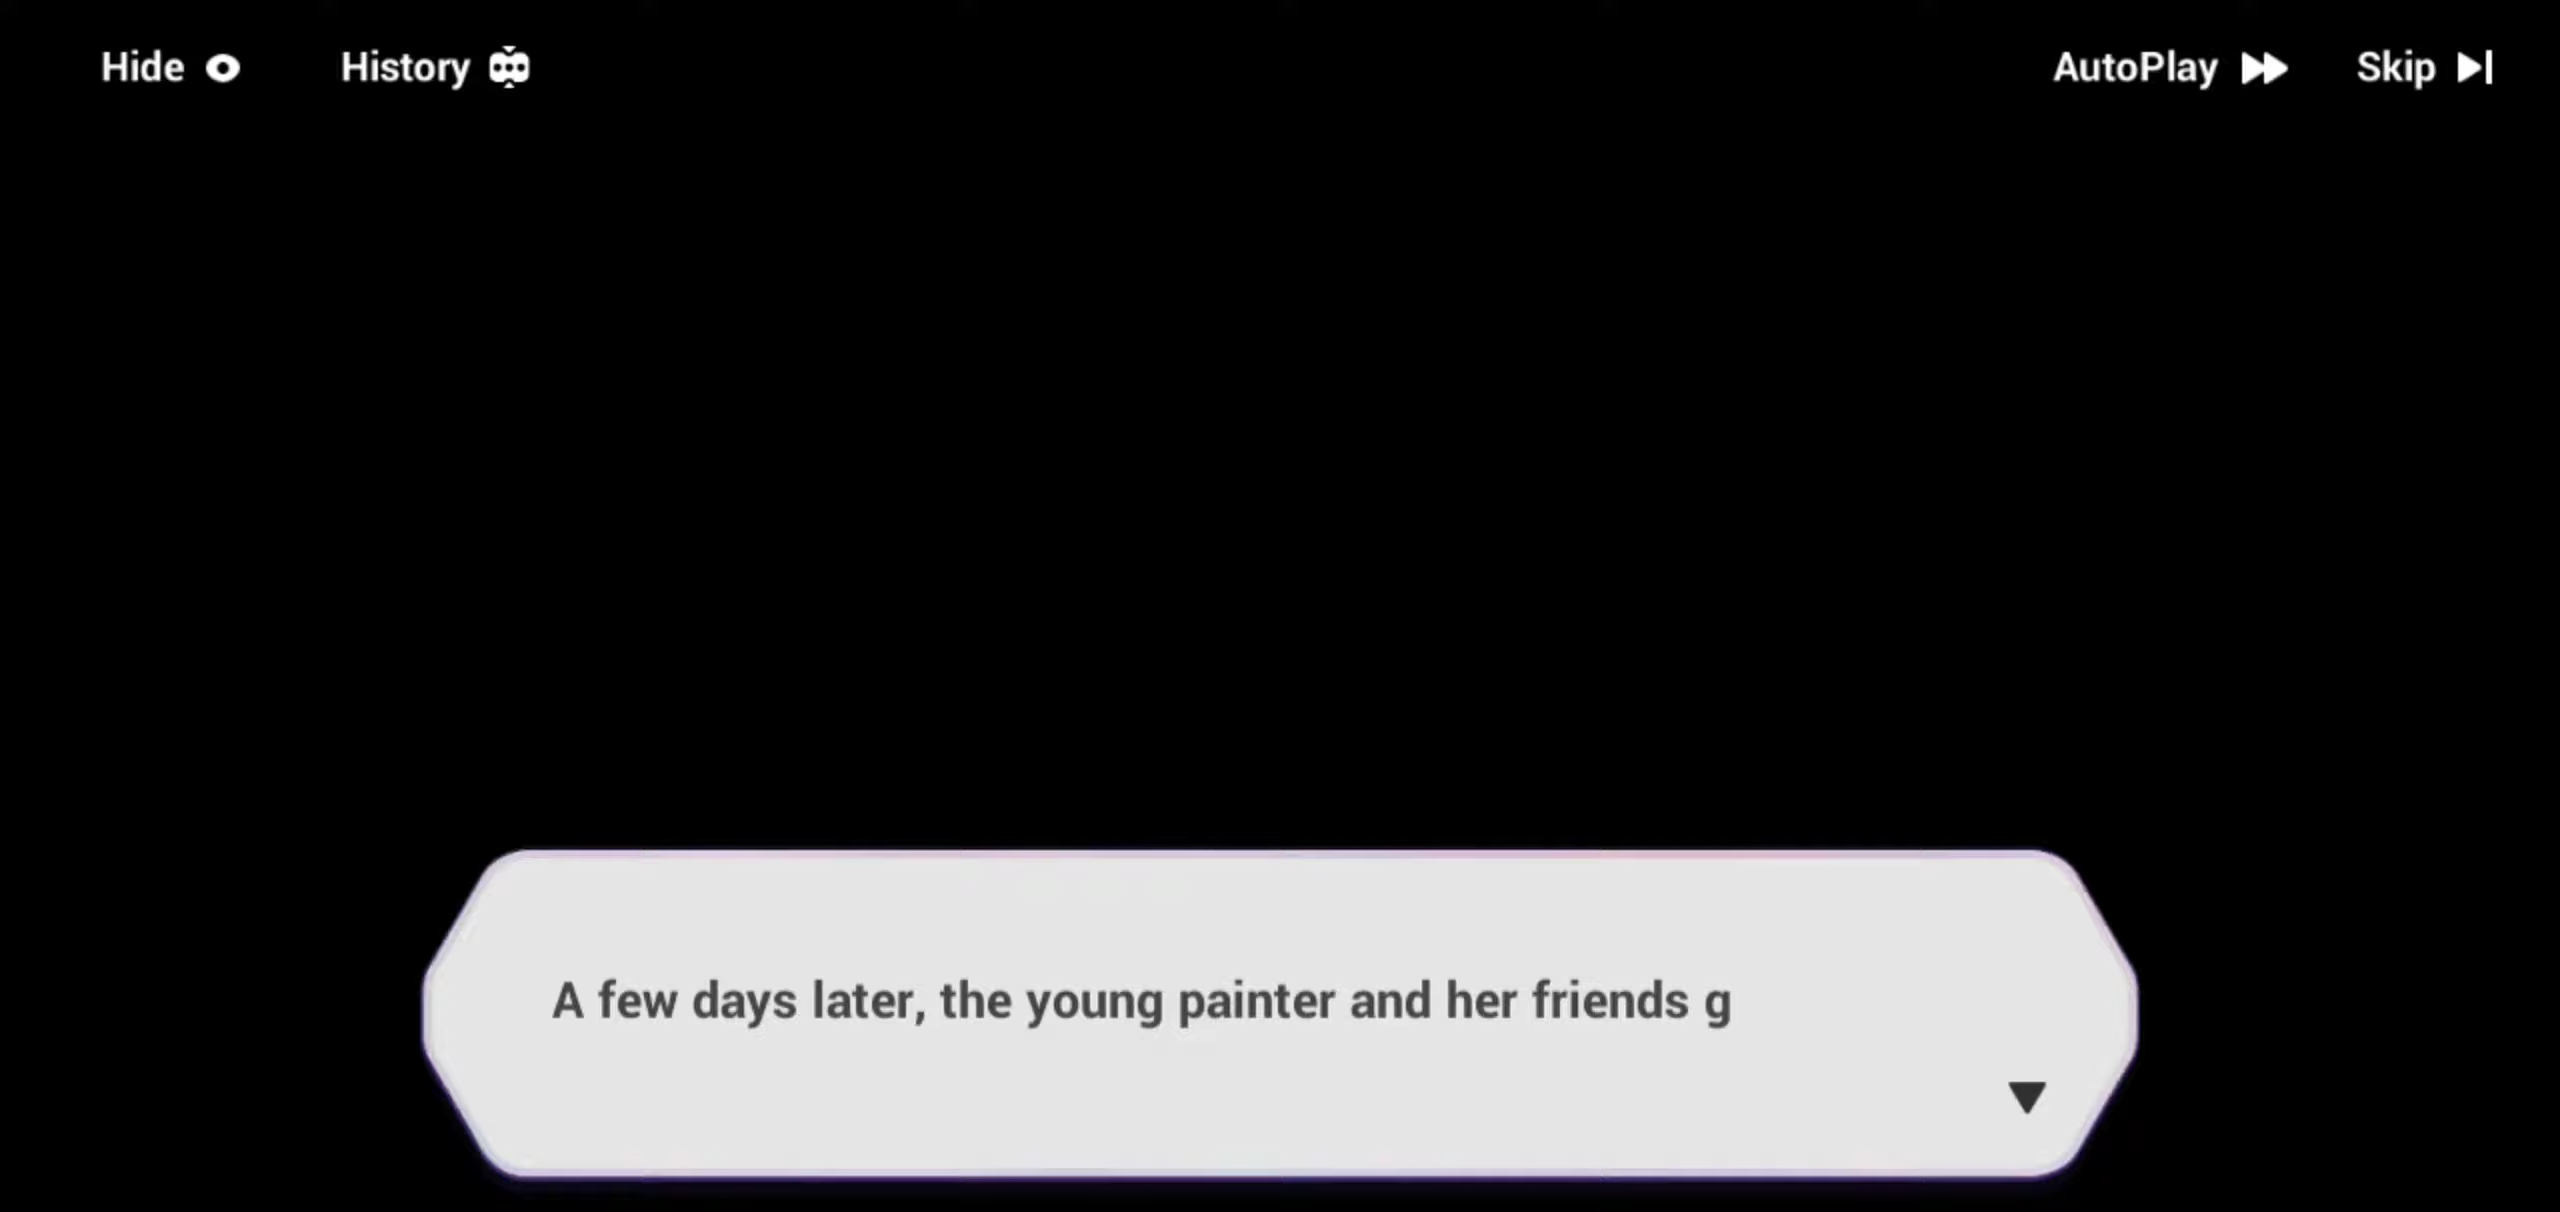 Hide
History
AutoPlay
Skip
A few days later, the young painter and her friends g